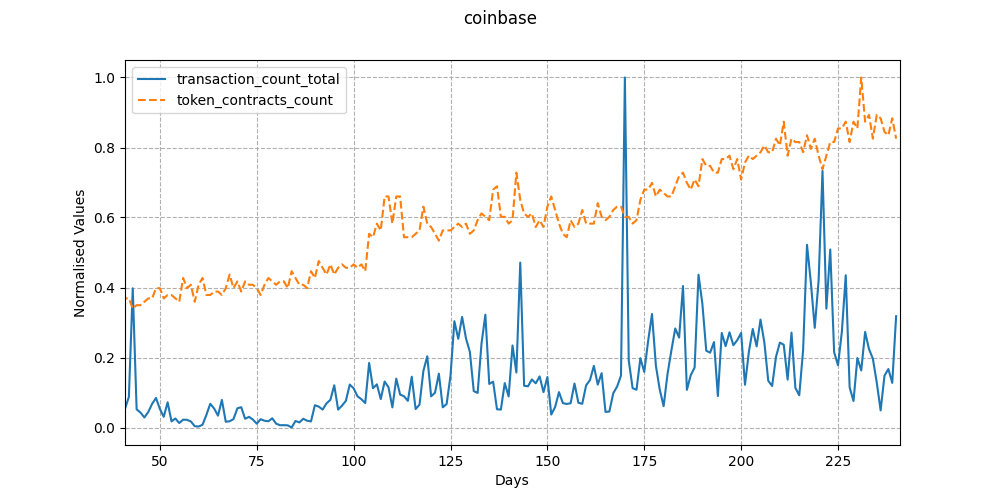 coinbase
transaction_count_total
token_contracts_count
Normalised Values
1.0
0.8
0.6
0.4
0.2
0.0
50 75 100 125 150 175 200 225
Days